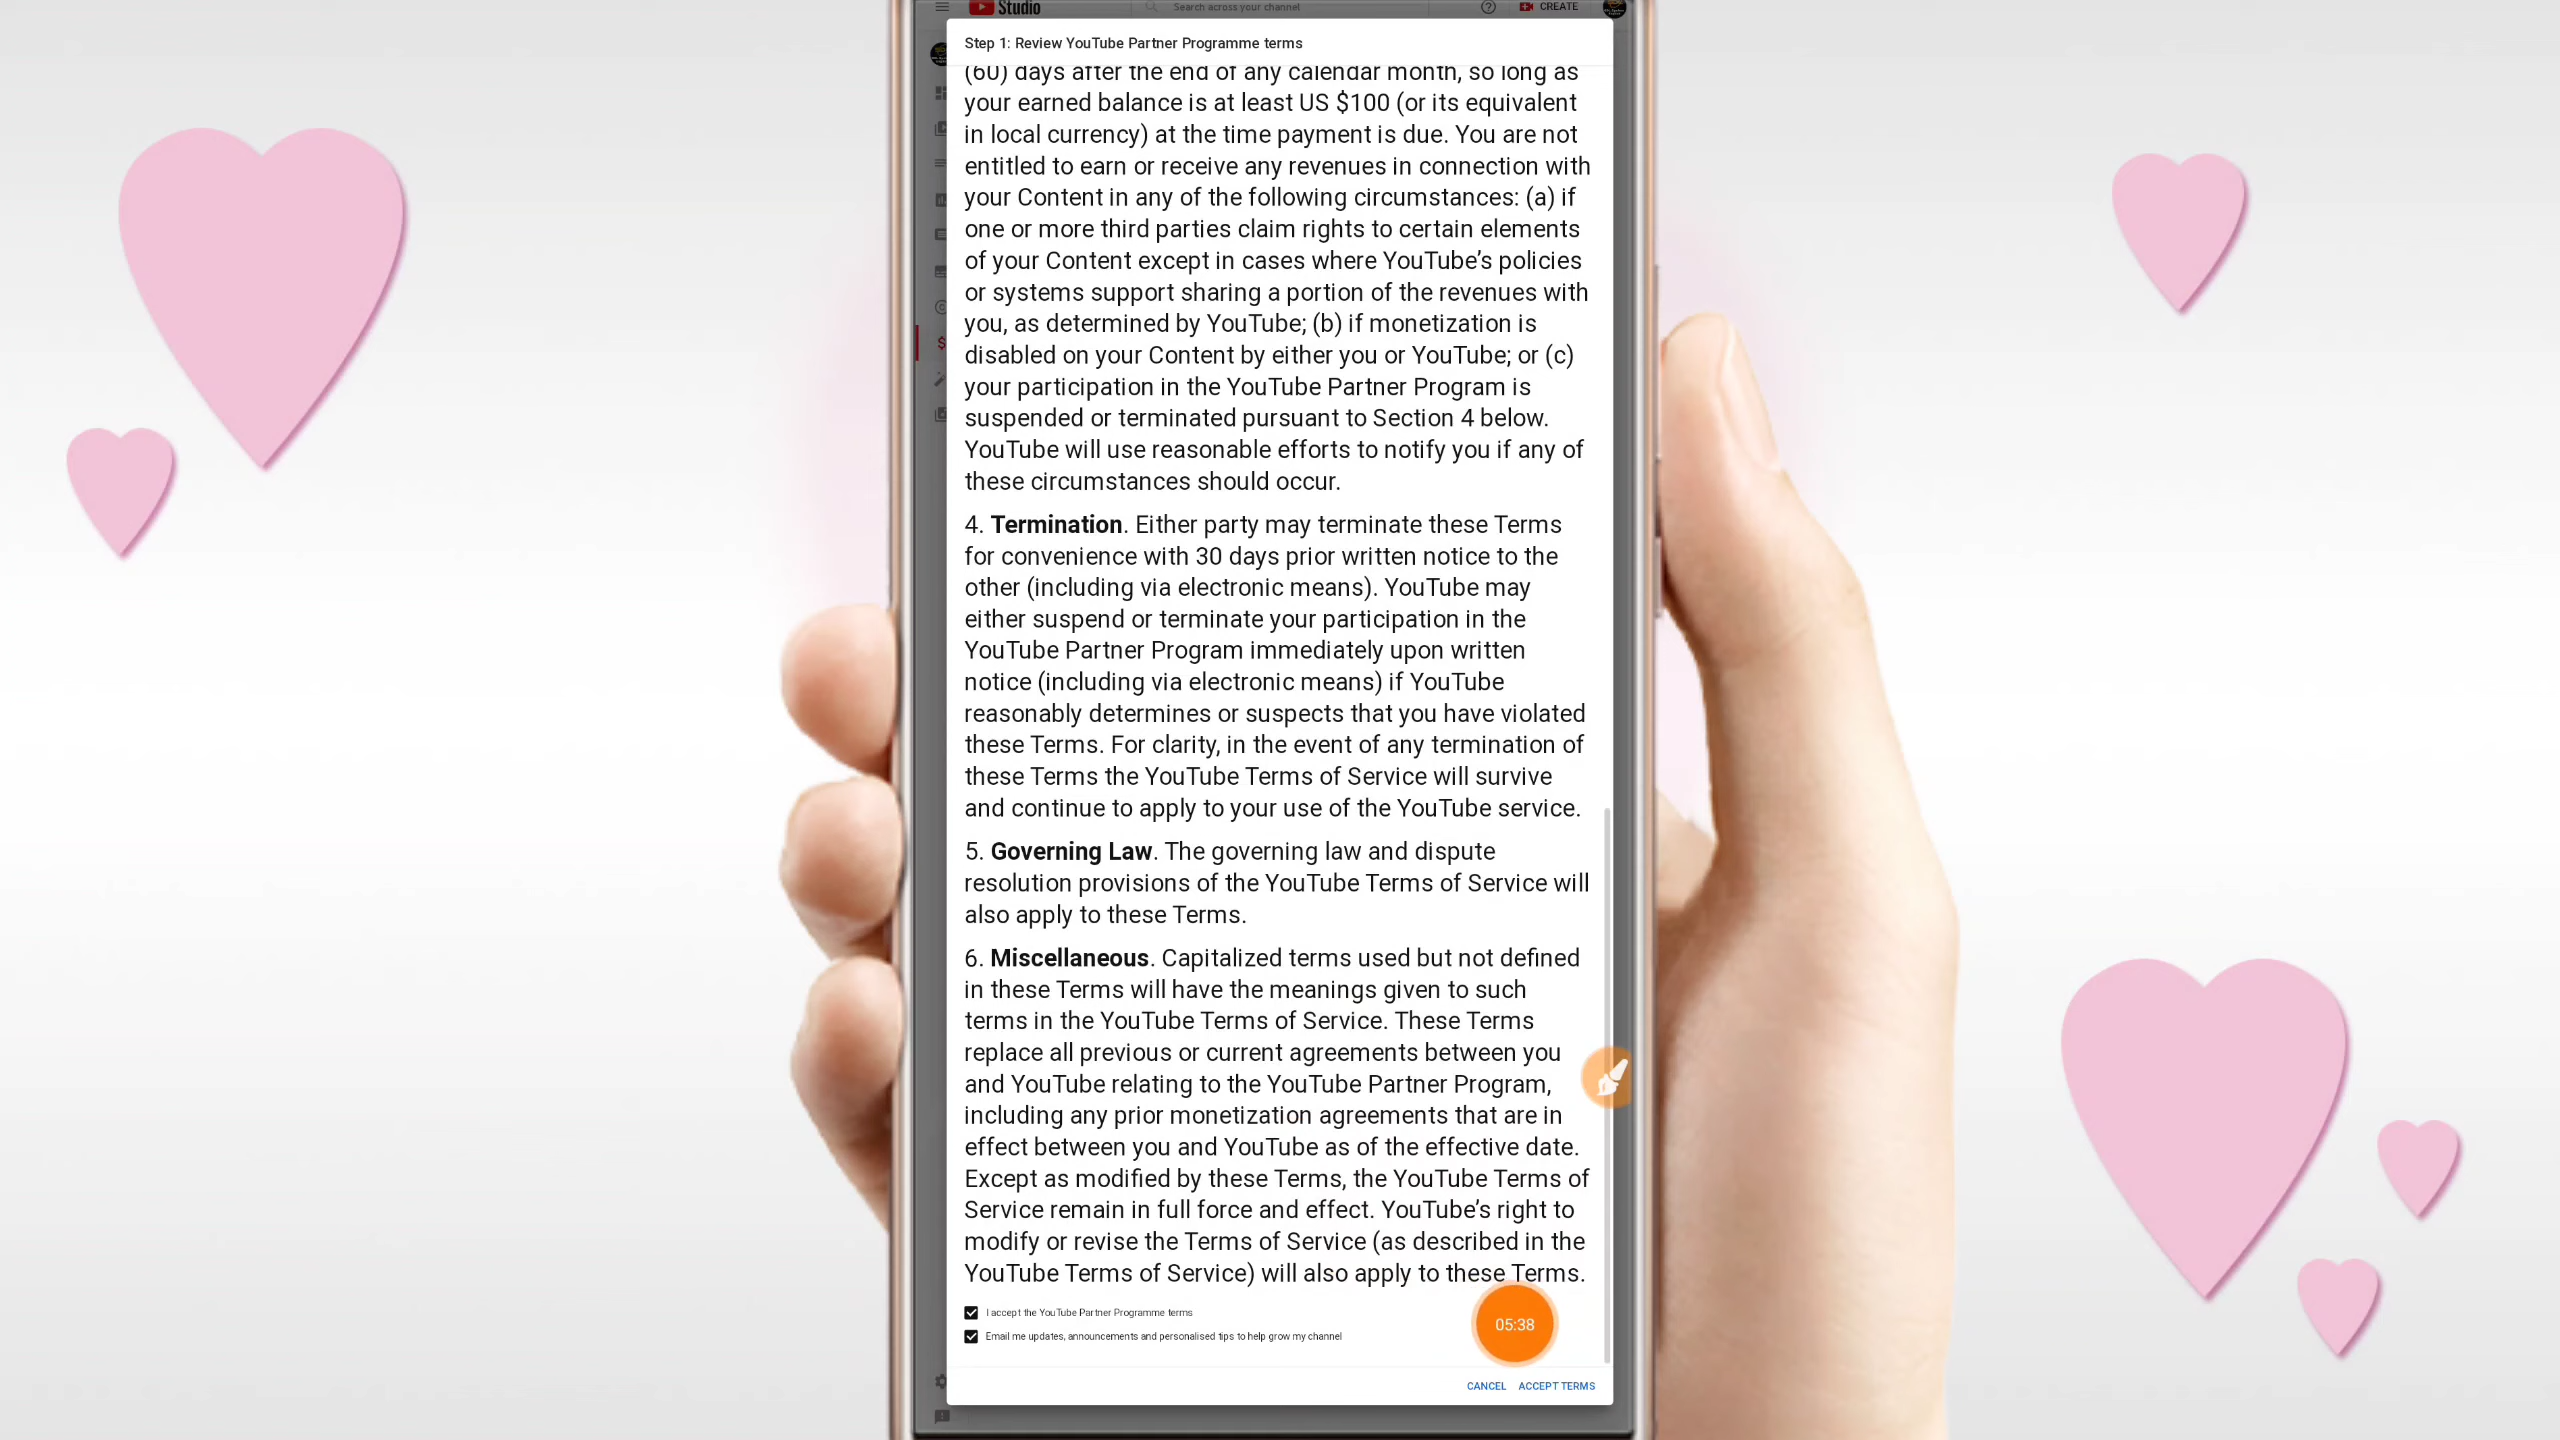 Studio
Search across your channel
CREATE
Step 1: Review YouTube Partner Programme terms
(60) days after the end of any calendar month, so long as
your earned balance is at least US $100 (or its equivalent
in local currency) at the time payment is due. You are not
entitled to earn or receive any revenues in connection with
your Content in any of the following circumstances: (a) if
one or more third parties claim rights to certain elements
of your Content except in cases where YouTube’s policies
or systems support sharing a portion of the revenues with
you, as determined by YouTube; (b) if monetization is
disabled on your Content by either you or YouTube; or (c)
your participation in the YouTube Partner Program is
suspended or terminated pursuant to Section 4 below.
YouTube will use reasonable efforts to notify you if any of
these circumstances should occur.
4. Termination. Either party may terminate these Terms
for convenience with 30 days prior written notice to the
other (including via electronic means). YouTube may
either suspend or terminate your participation in the
YouTube Partner Program immediately upon written
notice (including via electronic means) if YouTube
reasonably determines or suspects that you have violated
these Terms. For clarity, in the event of any termination of
these Terms the YouTube Terms of Service will survive
and continue to apply to your use of the YouTube service.
5. Governing Law. The governing law and dispute
resolution provisions of the YouTube Terms of Service will
also apply to these Terms.
6. Miscellaneous. Capitalized terms used but not defined
in these Terms will have the meanings given to such
terms in the YouTube Terms of Service. These Terms
replace all previous or current agreements between you
and YouTube relating to the YouTube Partner Program,
including any prior monetization agreements that are in
effect between you and YouTube as of the effective date.
Except as modified by these Terms, the YouTube Terms of
Service remain in full force and effect. YouTube’s right to
modify or revise the Terms of Service (as described in the
YouTube Terms of Service) will also apply to these Terms.
I accept the YouTube Partner Programme terms
05:38
Email me updates, announcements and personalised tips to help grow my channel
CANCEL ACCEPT TERMS